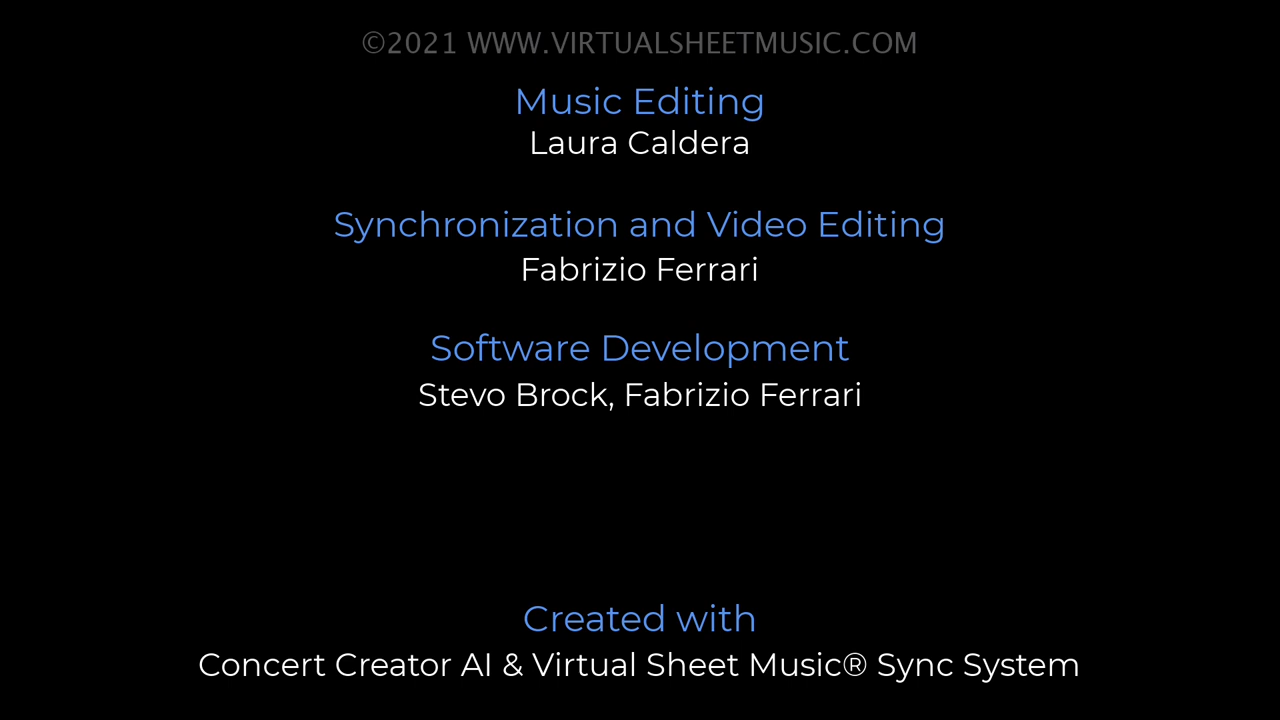 ©2021 WWW.VIRTUALSHEETMUSIC.COM
Music Editing
Laura Caldera
Synchronization and Video Editing
Fabrizio Ferrari
Software Development
Stevo Brock, Fabrizio Ferrari
Created with
Concert Creator AI & Virtual Sheet Music® Sync System